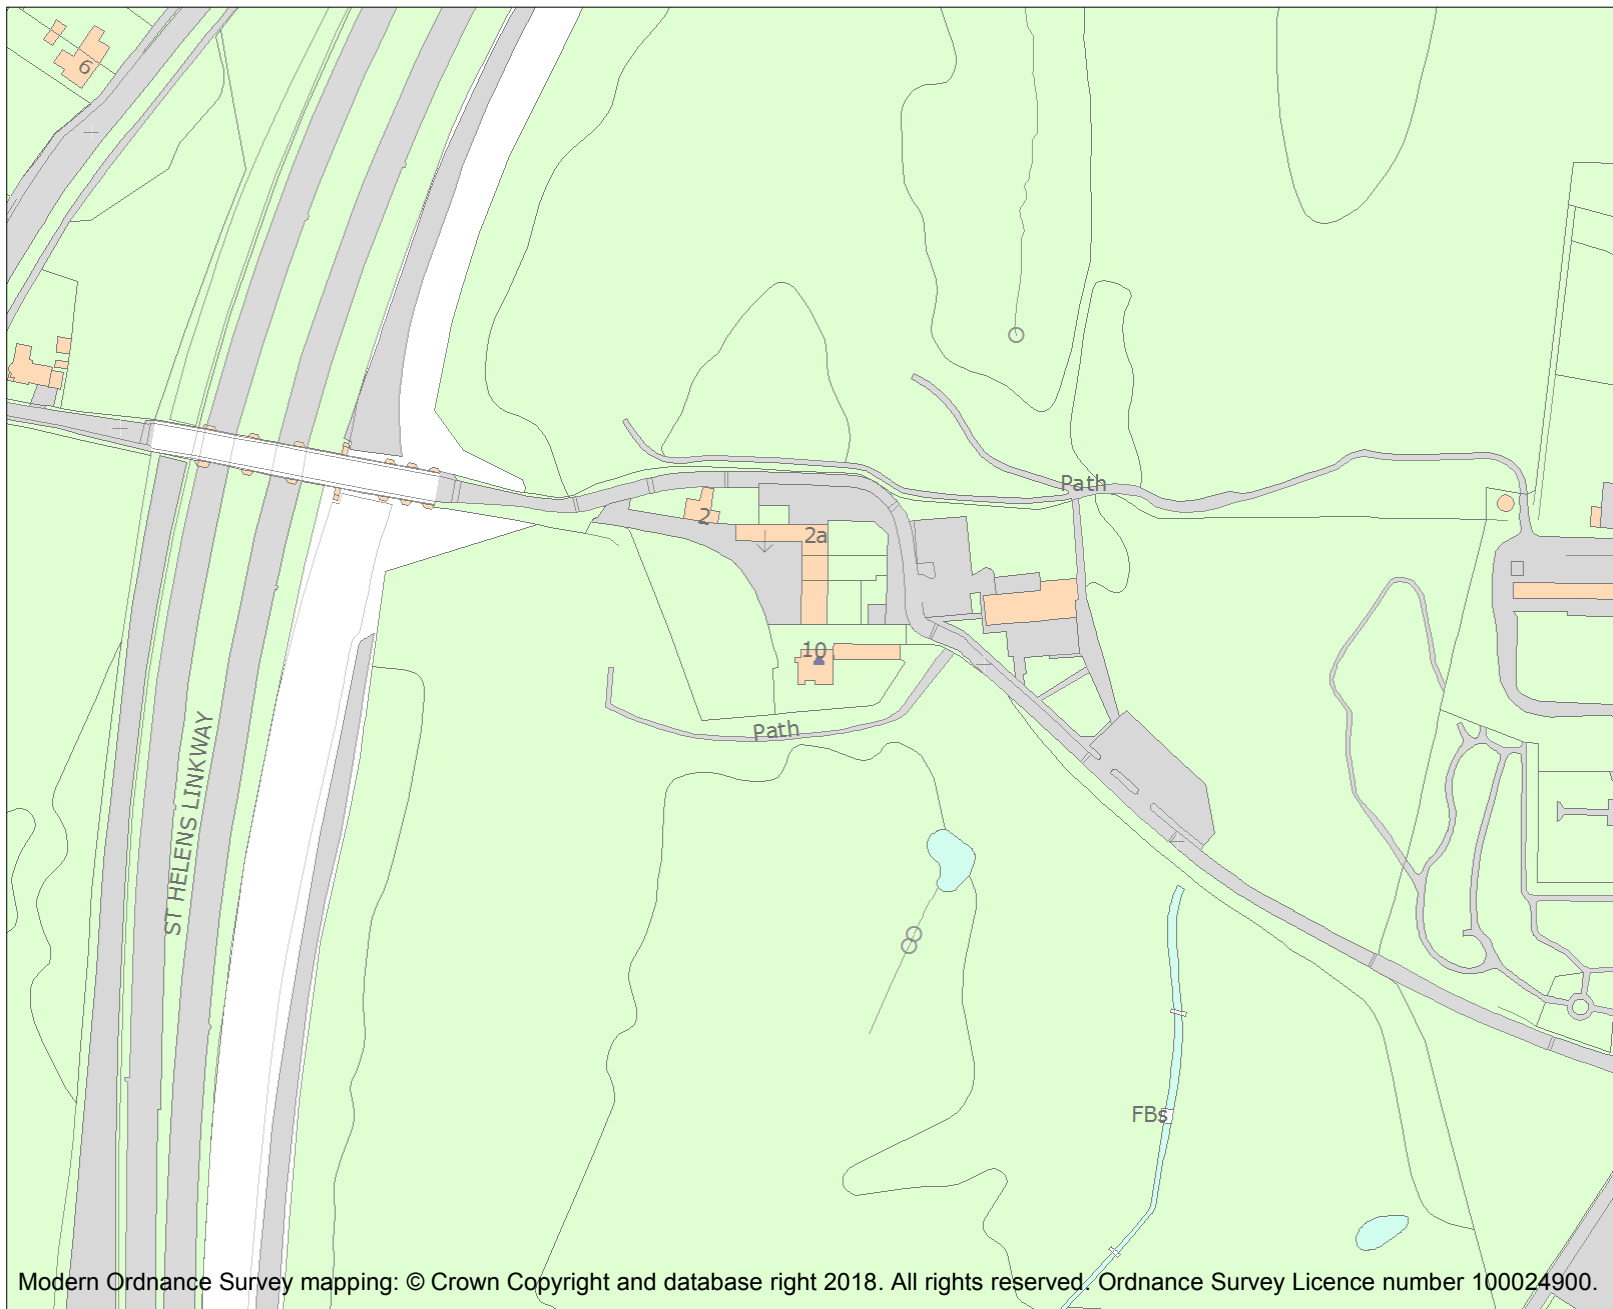 6
Path
2
2a
10
Path
ST HELENS LINKWAY
FBs
Modern Ordnance Survey mapping: © Crown Copyright and database right 2018. All rights reserved. Ordnance Survey Licence number 100024900.